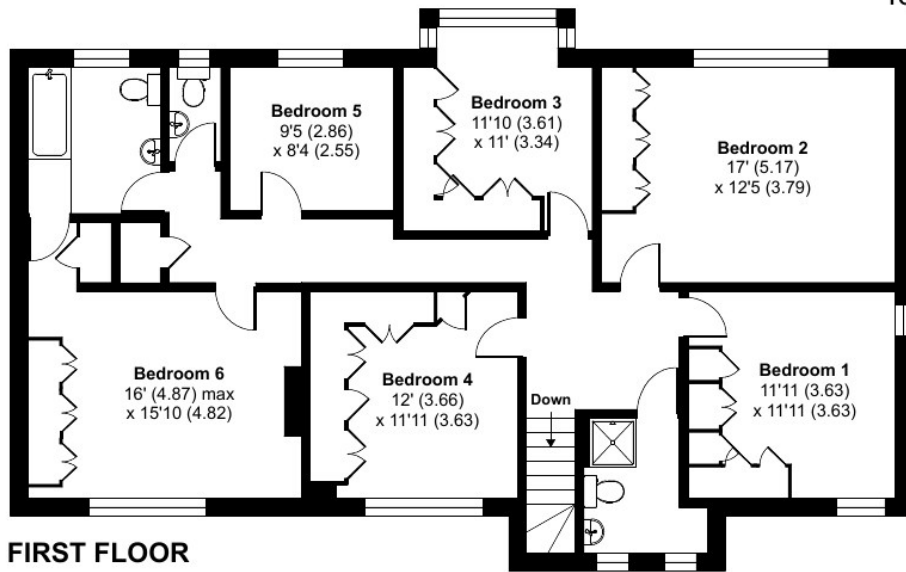 Bedroom 5
9'5 (2.86)
x 8'4 (2.55)
Bedroom 3
11'10 (3.61)
x 11' (3.34)
Bedroom 2
17' (5.17)
x 12'5 (3.79)
Bedroom 6
16' (4.87) max
x 15'10 (4.82)
Bedroom 4
12' (3.66)
x 11'11 (3.63)
Down
Bedroom 1
11'11 (3.63)
x 11'11 (3.63)
FIRST FLOOR